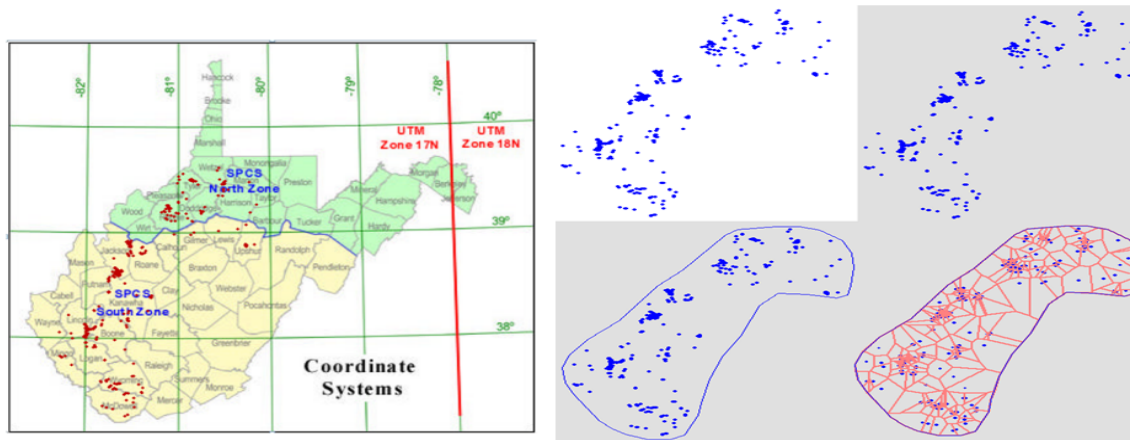 -82°
-81°
-80°
-79°
-78°
Hancock
Brooke
Ohio
Marshall
40°
UTM
Zone 17N
UTM
Zone 18N
Monongalia
Preston
SPCS
North Zone
Tyler
Taylor
Harrison
Wood
Wirt
Barbour
Tucker
Grant
Mineral
Hampshire
Hardy
Morgan
Berkeley
Jefferson
39°
Jackson
Calhoun
Gilmer
Lewis
Upshur
Randolph
Pendleton
Mason
Roane
Braxton
Webster
Pocahontas
Cabell
Putnam
Clay
Nicholas
SPCS
South Zone
Kanawha
Wayne
Lincoln
Boone
Fayette
Greenbrier
38°
Logan
Raleigh
Summers
Monroe
Wyoming
Mercer
McDowell
Coordinate
Systems